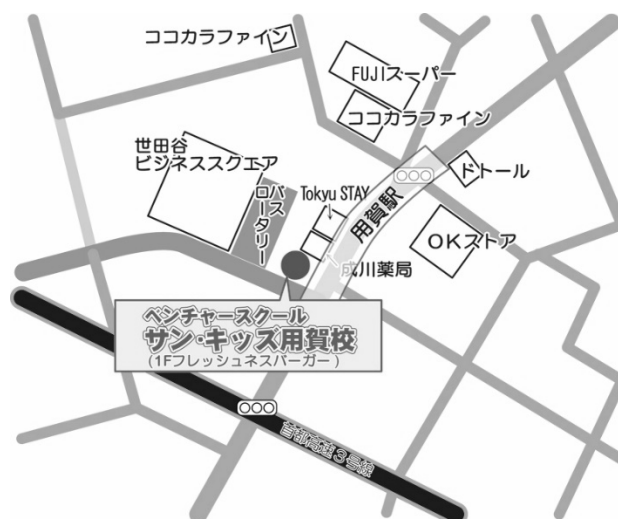 ココカラファイン
FUJIスーパー
ココカラファイン
世田谷
ビジネススクエア
バス
ロータリー
Tokyu STAY
用賀駅
ドトール
OKストア
成川薬局
ベンチャースクール
サン・キッズ用賀校
(1Fフレッシュネスバーガー)
首都高速3号線